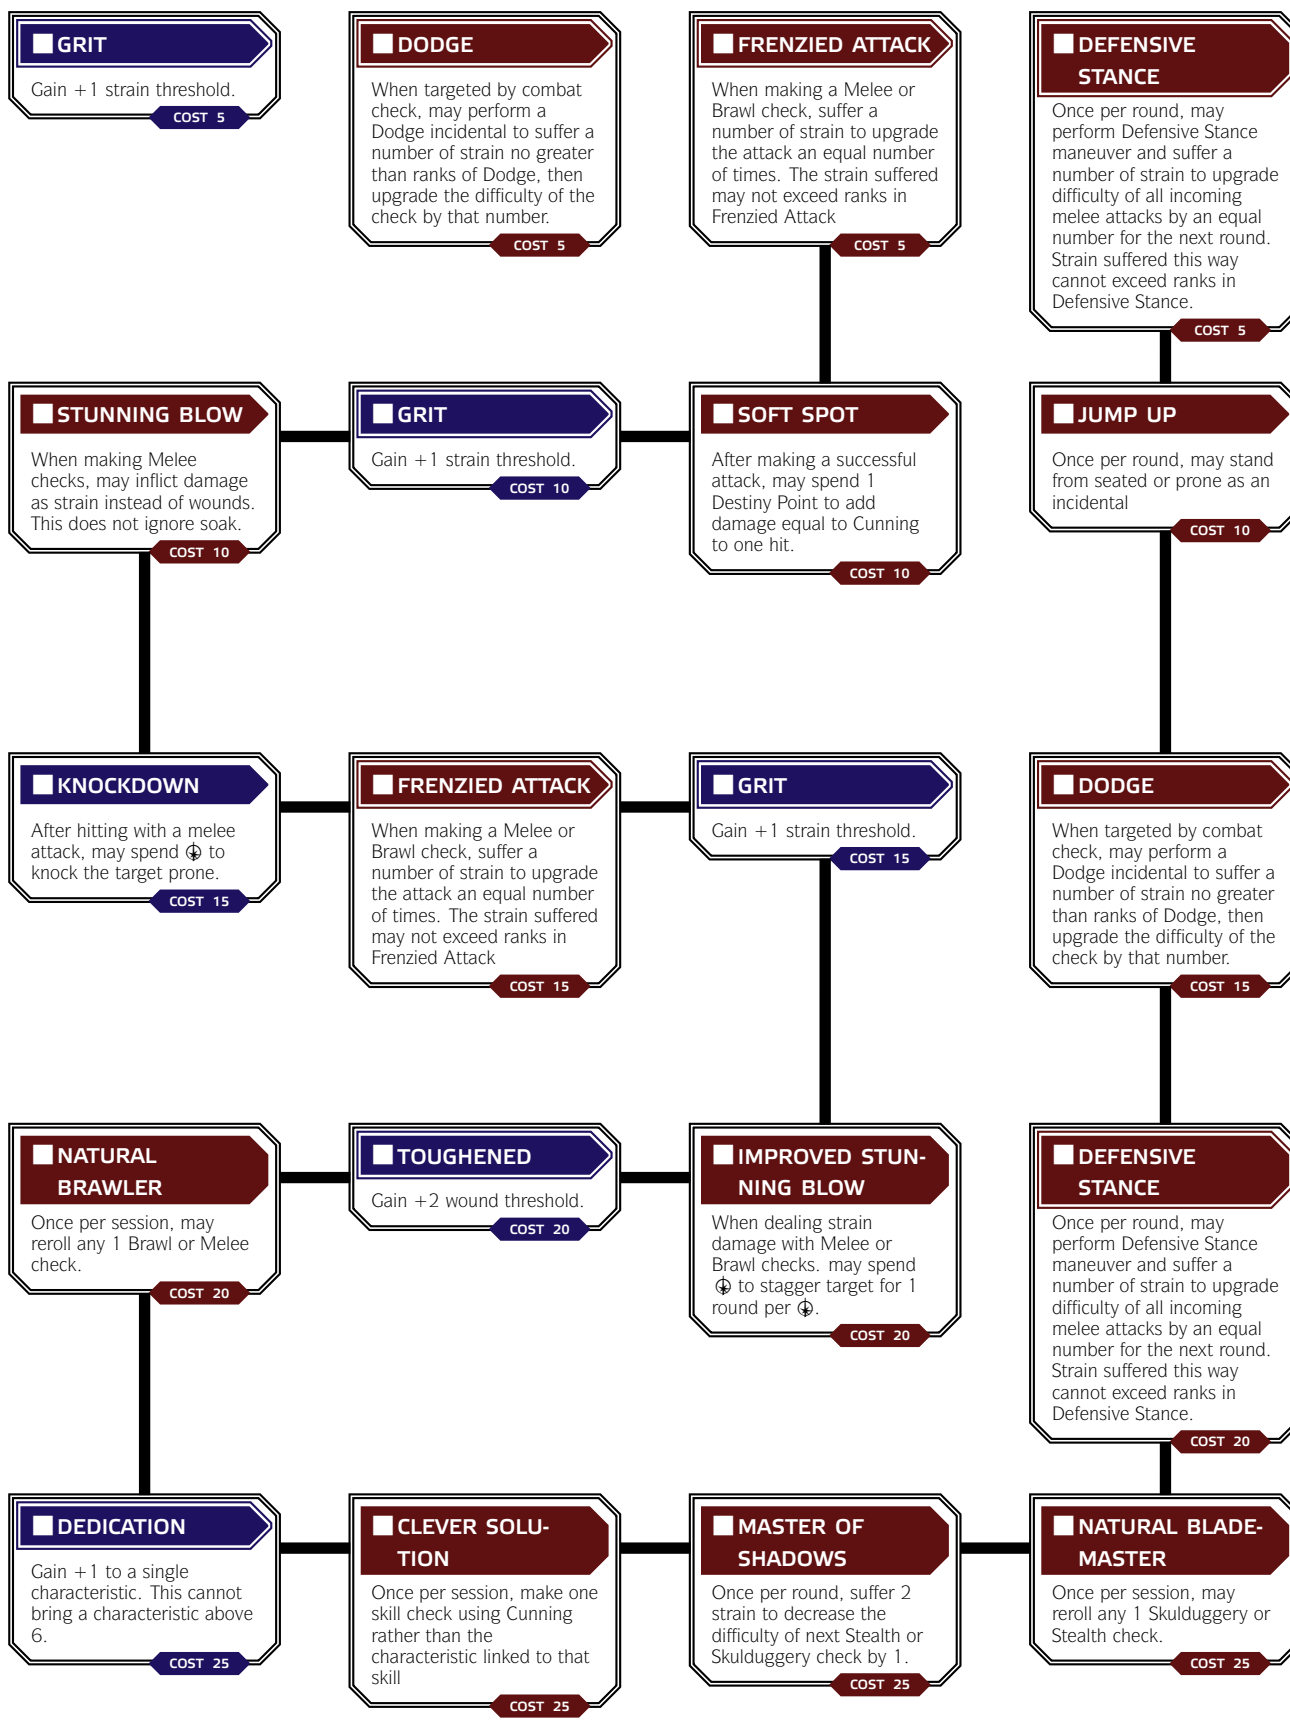 GRIT
Gain +1 strain threshold.
COST 5
DODGE
When targeted by combat
check, may perform a
Dodge incidental to suffer a
number of strain no greater
than ranks of Dodge, then
upgrade the difficulty of the
check by that number.
COST 5
FRENZIED ATTACK
When making a Melee or
Brawl check, suffer a
number of strain to upgrade
the attack an equal number
of times. The strain suffered
may not exceed ranks in
Frenzied Attack
COST 5
DEFENSIVE
STANCE
Once per round, may
perform Defensive Stance
maneuver and suffer a
number of strain to upgrade
difficulty of all incoming
melee attacks by an equal
number for the next round.
Strain suffered this way
cannot exceed ranks in
Defensive Stance.
COST 5
STUNNING BLOW
When making Melee
checks, may inflict damage
as strain instead of wounds.
This does not ignore soak.
COST 10
GRIT
Gain +1 strain threshold.
COST 10
SOFT SPOT
After making a successful
attack, may spend 1
Destiny Point to add
damage equal to Cunning
to one hit.
COST 10
JUMP UP
Once per round, may stand
from seated or prone as an
incidental
COST 10
KNOCKDOWN
After hitting with a melee
attack, may spend to
knock the target prone.
COST 15
FRENZIED ATTACK
When making a Melee or
Brawl check, suffer a
number of strain to upgrade
the attack an equal number
of times. The strain suffered
may not exceed ranks in
Frenzied Attack
COST 15
GRIT
Gain +1 strain threshold.
COST 15
DODGE
When targeted by combat
check, may perform a
Dodge incidental to suffer a
number of strain no greater
than ranks of Dodge, then
upgrade the difficulty of the
check by that number.
COST 15
NATURAL
BRAWLER
Once per session, may
reroll any 1 Brawl or Melee
check.
COST 20
TOUGHENED
Gain +2 wound threshold.
COST 20
IMPROVED STUN-
NING BLOW
When dealing strain
damage with Melee or
Brawl checks. may spend
to stagger target for 1
round per .
COST 20
DEFENSIVE
STANCE
Once per round, may
perform Defensive Stance
maneuver and suffer a
number of strain to upgrade
difficulty of all incoming
melee attacks by an equal
number for the next round.
Strain suffered this way
cannot exceed ranks in
Defensive Stance.
COST 20
DEDICATION
Gain +1 to a single
characteristic. This cannot
bring a characteristic above
6.
COST 25
CLEVER SOLU-
TION
Once per session, make one
skill check using Cunning
rather than the
characteristic linked to that
skill
COST 25
MASTER OF
SHADOWS
Once per round, suffer 2
strain to decrease the
difficulty of next Stealth or
Skulduggery check by 1.
COST 25
NATURAL BLADE-
MASTER
Once per session, may
reroll any 1 Skulduggery or
Stealth check.
COST 25